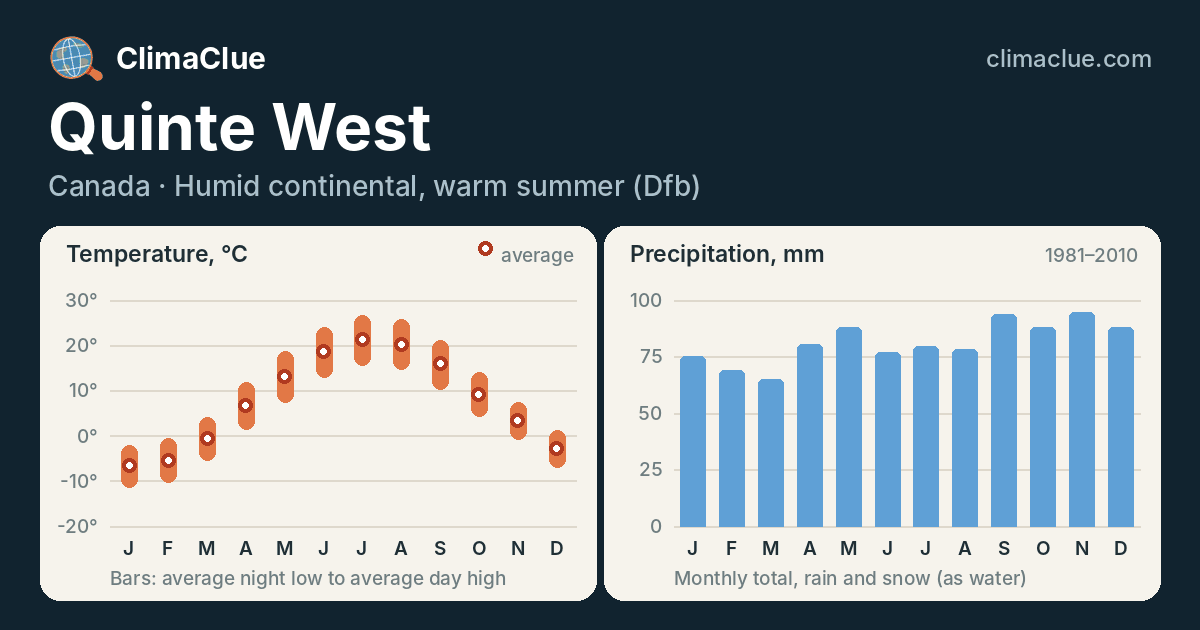 ClimaClue
climaclue.com
Quinte West
Canada · Humid continental, warm summer (Dfb)
Temperature, °C
average
30°
20°
10°
0°
-10°
-20°
J F M A M J J A S O N D
Bars: average night low to average day high
Precipitation, mm
1981–2010
100
75
50
25
0
J F M A M J J A S O N D
Monthly total, rain and snow (as water)